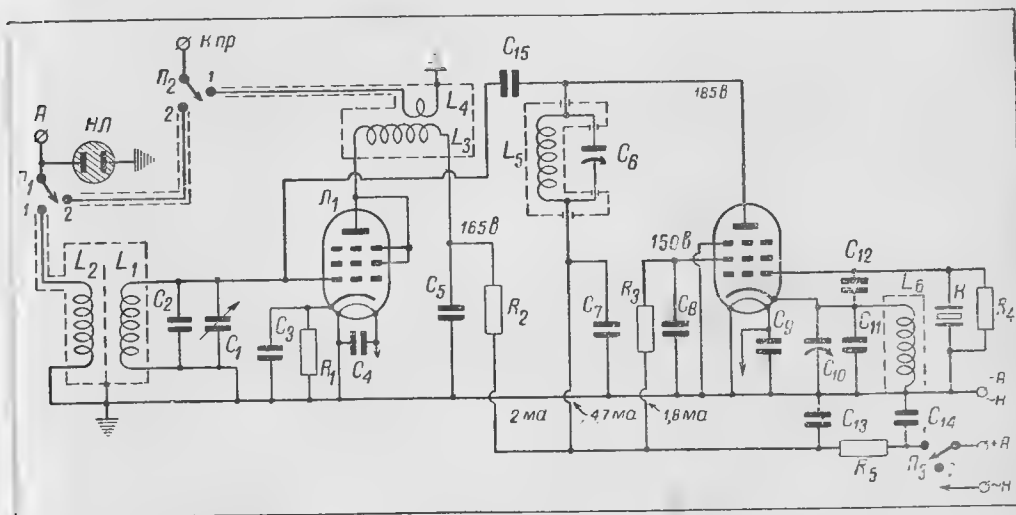 К пр
П₂
1
2
А
НЛ
П₁
1
2
L₂
L₁
C₂
C₁
C₃
R₁
C₄
Л₁
L₄
L₃
165в
C₅
R₂
C₁₅
L₅
C₆
185в
150в
R₃
C₇
C₈
C₉
C₁₀
C₁₁
C₁₂
L₆
К
R₄
-А
~Н
2 ма
4,7 ма
1,8 ма
C₁₃
R₅
C₁₄
1
П₃
2
+А
~Н